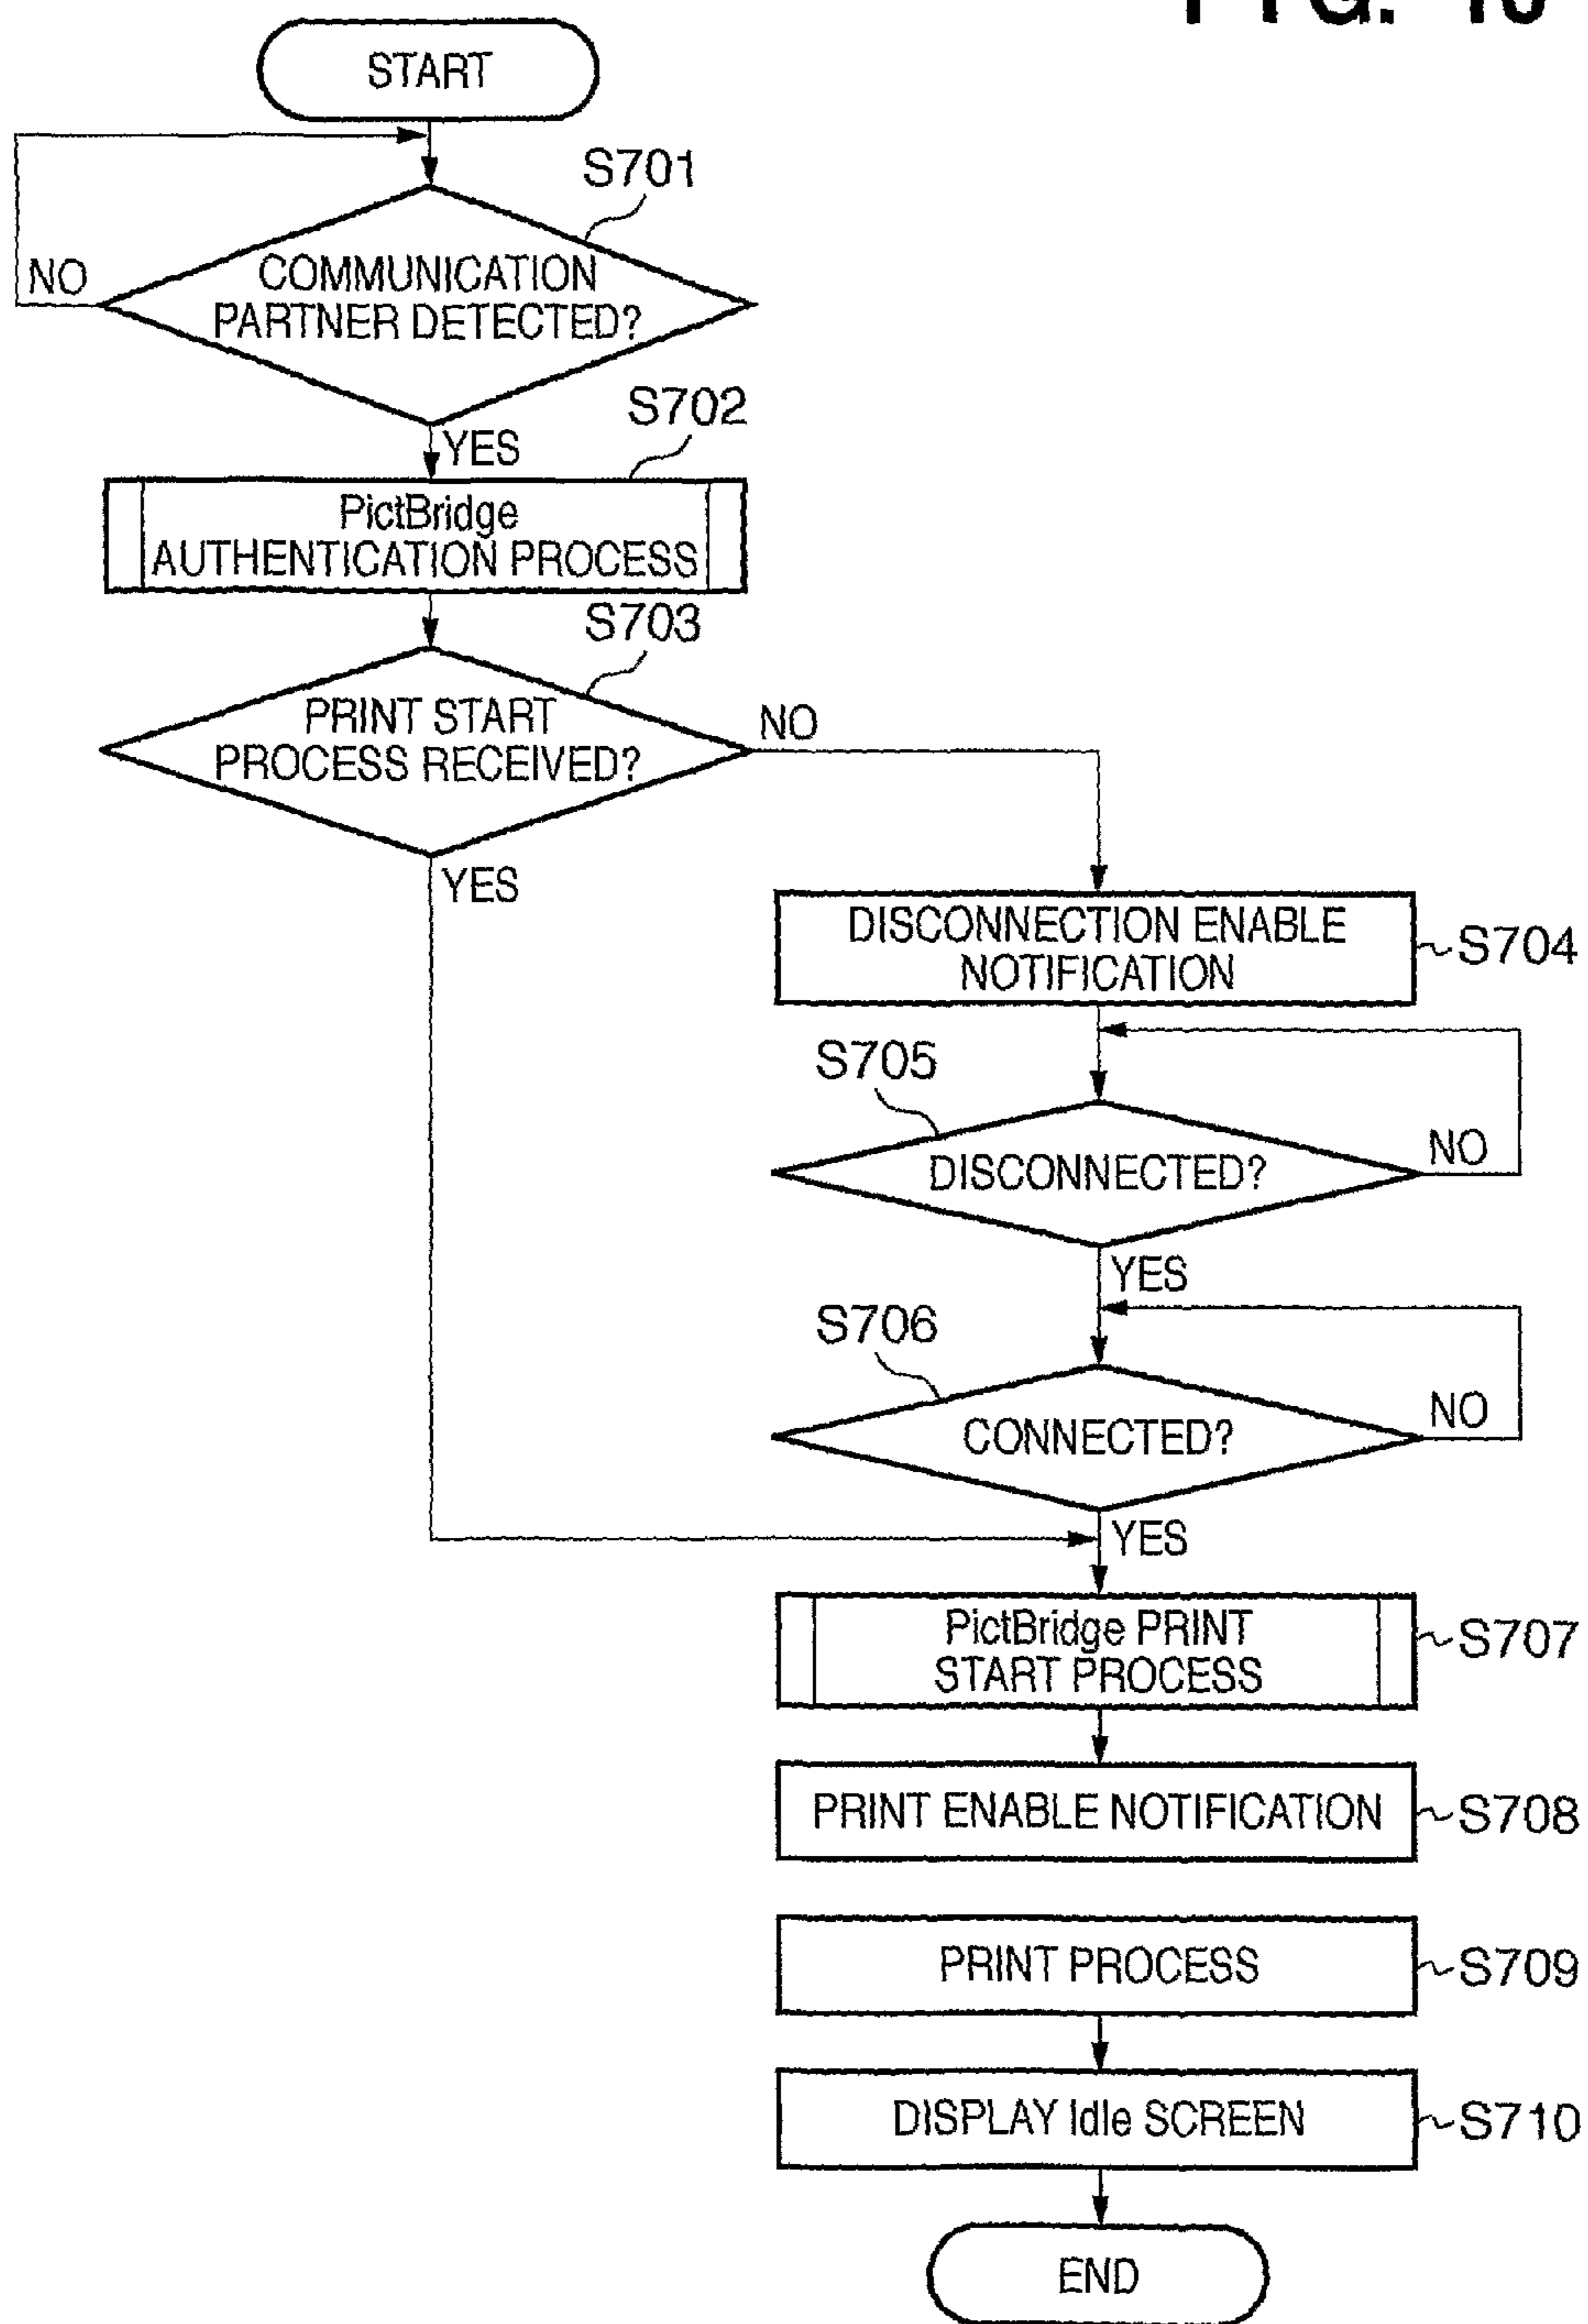 START
S701
NO
COMMUNICATION
PARTNER DETECTED?
S702
YES
PictBridge
AUTHENTICATION PROCESS
S703
PRINT START
PROCESS RECEIVED?
NO
YES
DISCONNECTION ENABLE
NOTIFICATION
S704
S705
DISCONNECTED?
NO
YES
S706
CONNECTED?
NO
YES
PictBridge PRINT
START PROCESS
S707
PRINT ENABLE NOTIFICATION
S708
PRINT PROCESS
S709
DISPLAY Idle SCREEN
S710
END